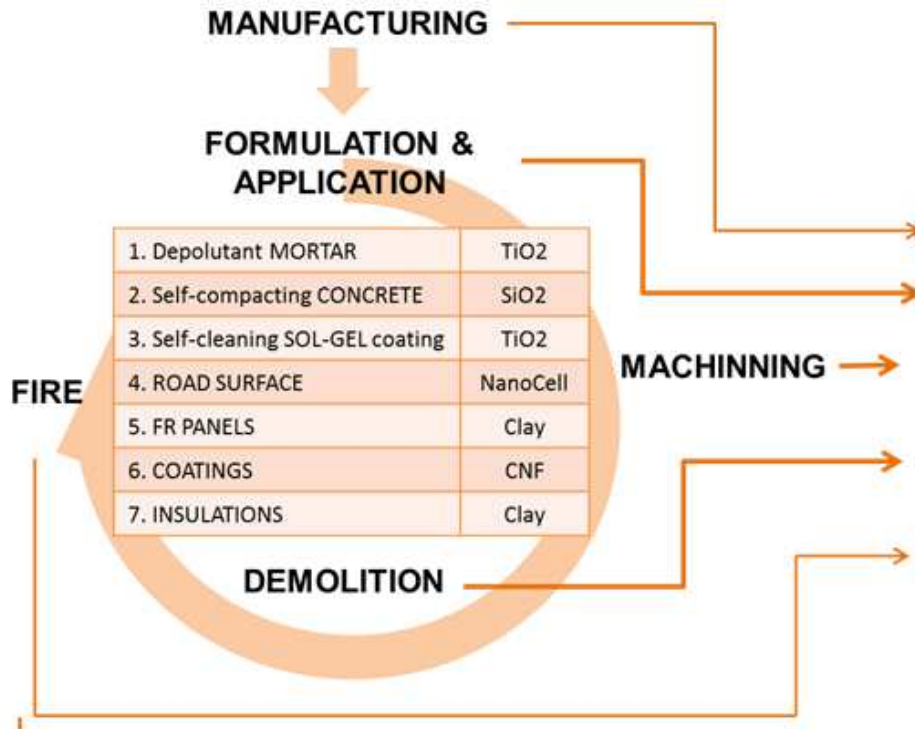 MANUFACTURING
FORMULATION &
APPLICATION
1. Depolutant MORTAR TiO2
2. Self-compacting CONCRETE SiO2
3. Self-cleaning SOL-GEL coating TiO2
4. ROAD SURFACE NanoCell
5. FR PANELS Clay
6. COATINGS CNF
7. INSULATIONS Clay
MACHINNING
FIRE
DEMOLITION